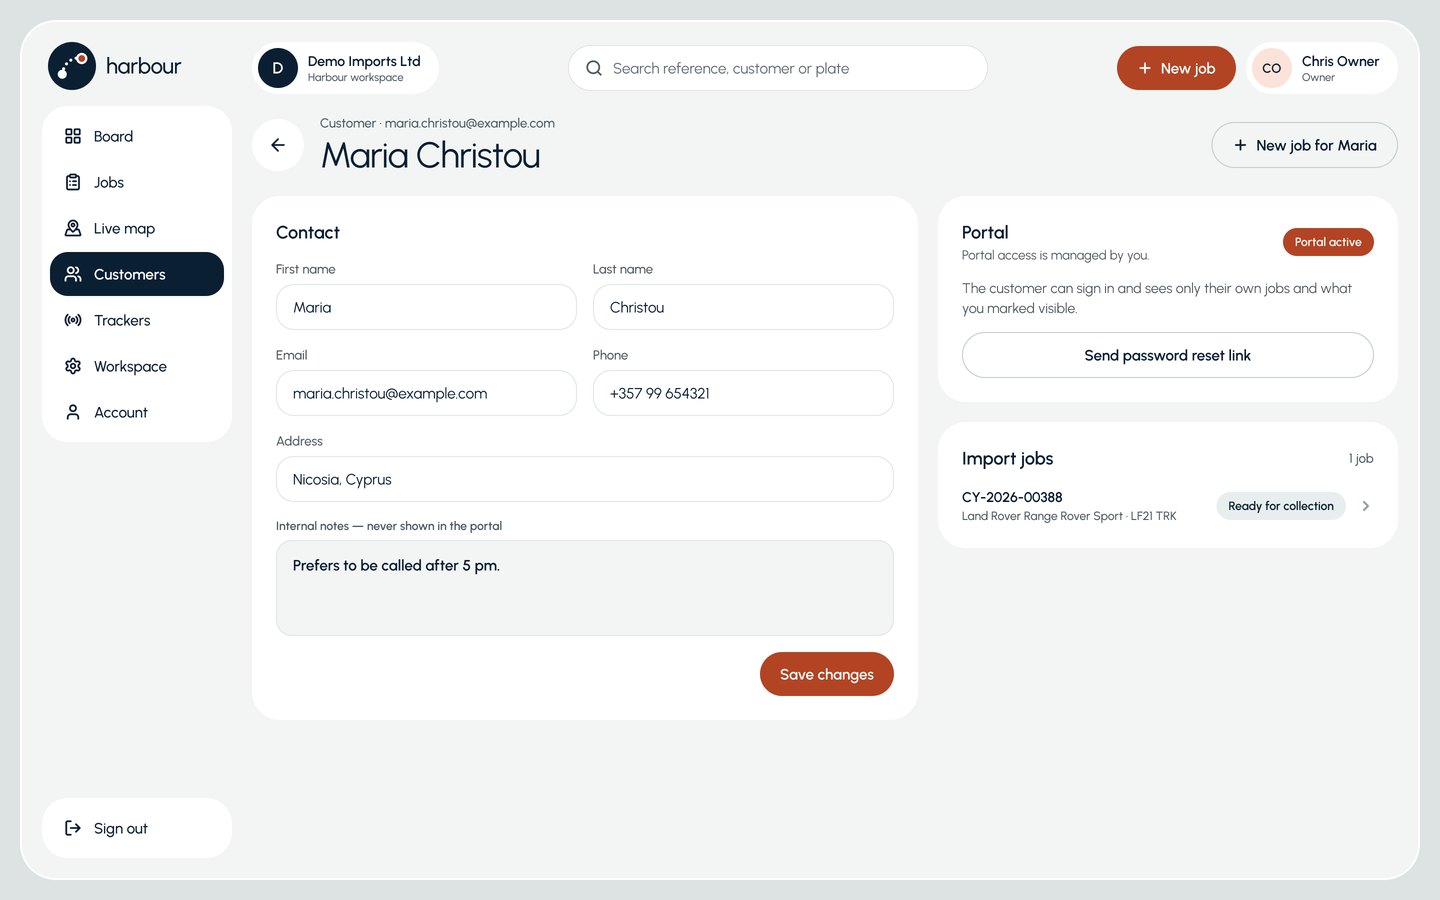 harbour
D
Demo Imports Ltd
Harbour workspace
Search reference, customer or plate
+ New job
CO
Chris Owner
Owner
Board
Jobs
Live map
Customers
Trackers
Workspace
Account
Sign out
Customer · maria.christou@example.com
Maria Christou
+ New job for Maria
Contact
First name
Last name
Maria
Christou
Email
Phone
maria.christou@example.com
+357 99 654321
Address
Nicosia, Cyprus
Internal notes — never shown in the portal
Prefers to be called after 5 pm.
Save changes
Portal
Portal access is managed by you.
Portal active
The customer can sign in and sees only their own jobs and what
you marked visible.
Send password reset link
Import jobs
1 job
CY-2026-00388
Land Rover Range Rover Sport · LF21 TRK
Ready for collection